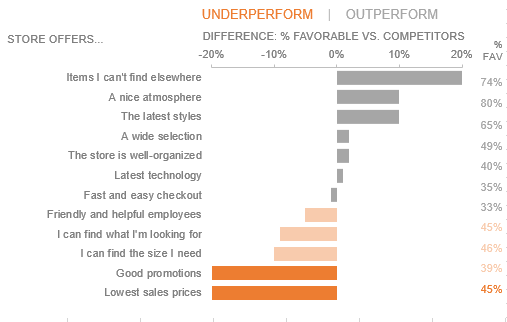 UNDERPERFORM | OUTPERFORM
STORE OFFERS...
DIFFERENCE: % FAVORABLE VS. COMPETITORS
%
FAV
-20% -10% 0% 10% 20%
Items I can't find elsewhere
A nice atmosphere
The latest styles
A wide selection
The store is well-organized
Latest technology
Fast and easy checkout
Friendly and helpful employees
I can find what I'm looking for
I can find the size I need
Good promotions
Lowest sales prices
74%
80%
65%
49%
40%
35%
33%
45%
46%
39%
45%